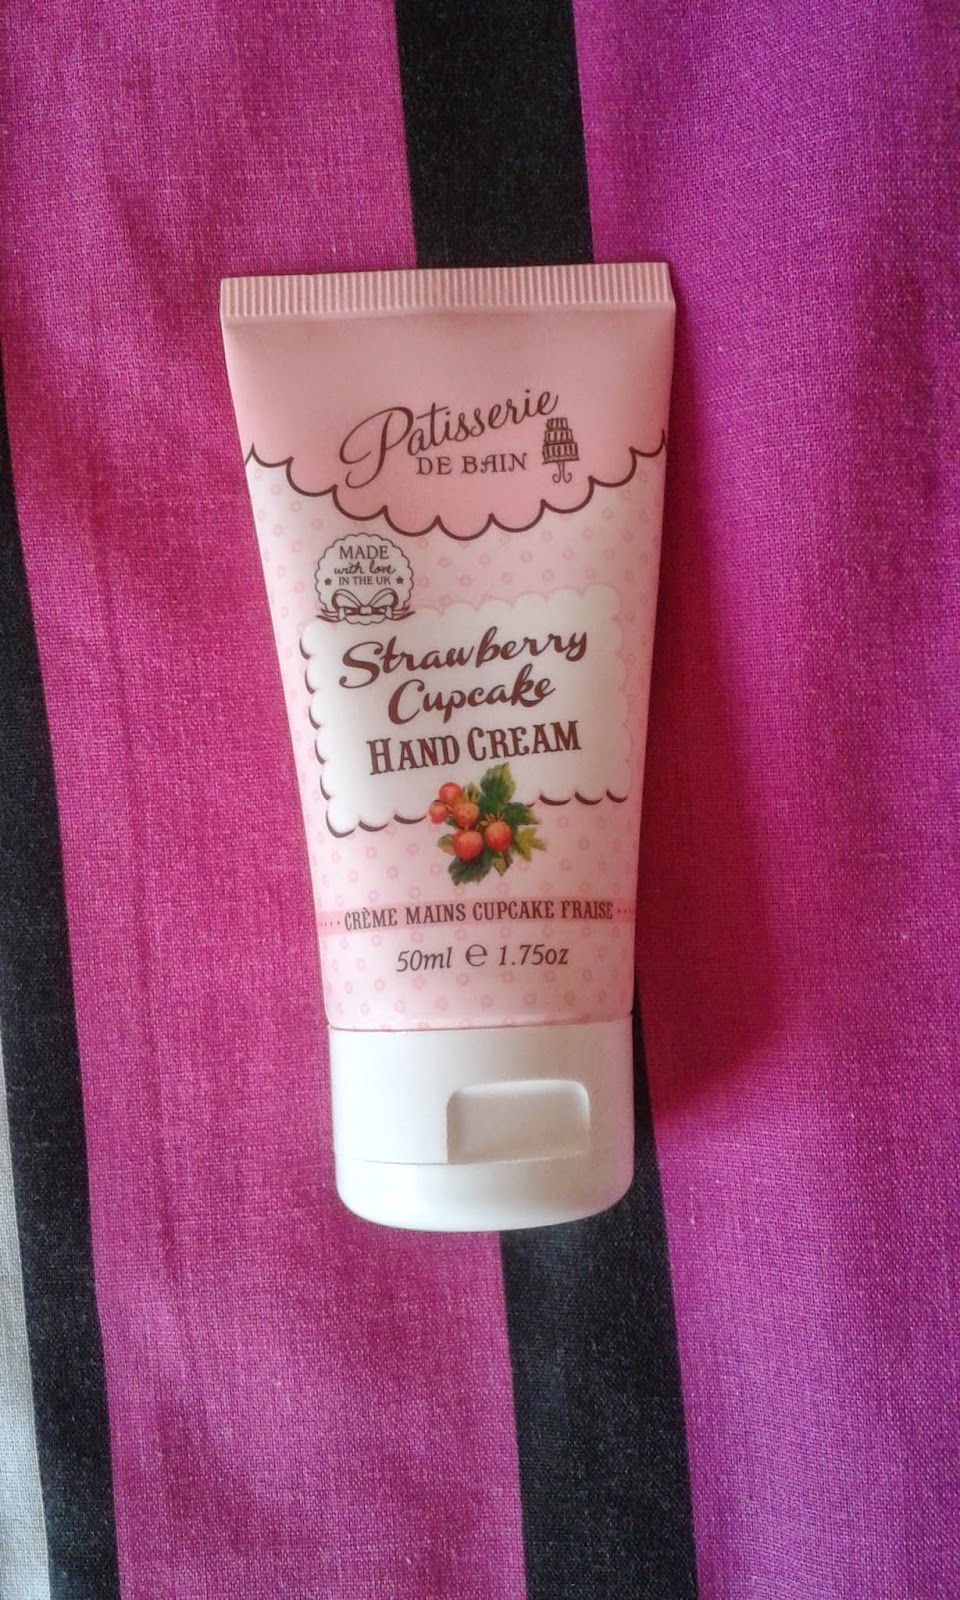 Patisserie
DE BAIN
MADE
with love
IN THE UK
Strawberry
Cupcake
HAND CREAM
CRÈME MAINS CUPCAKE FRAISE
50ml ℮ 1.75oz